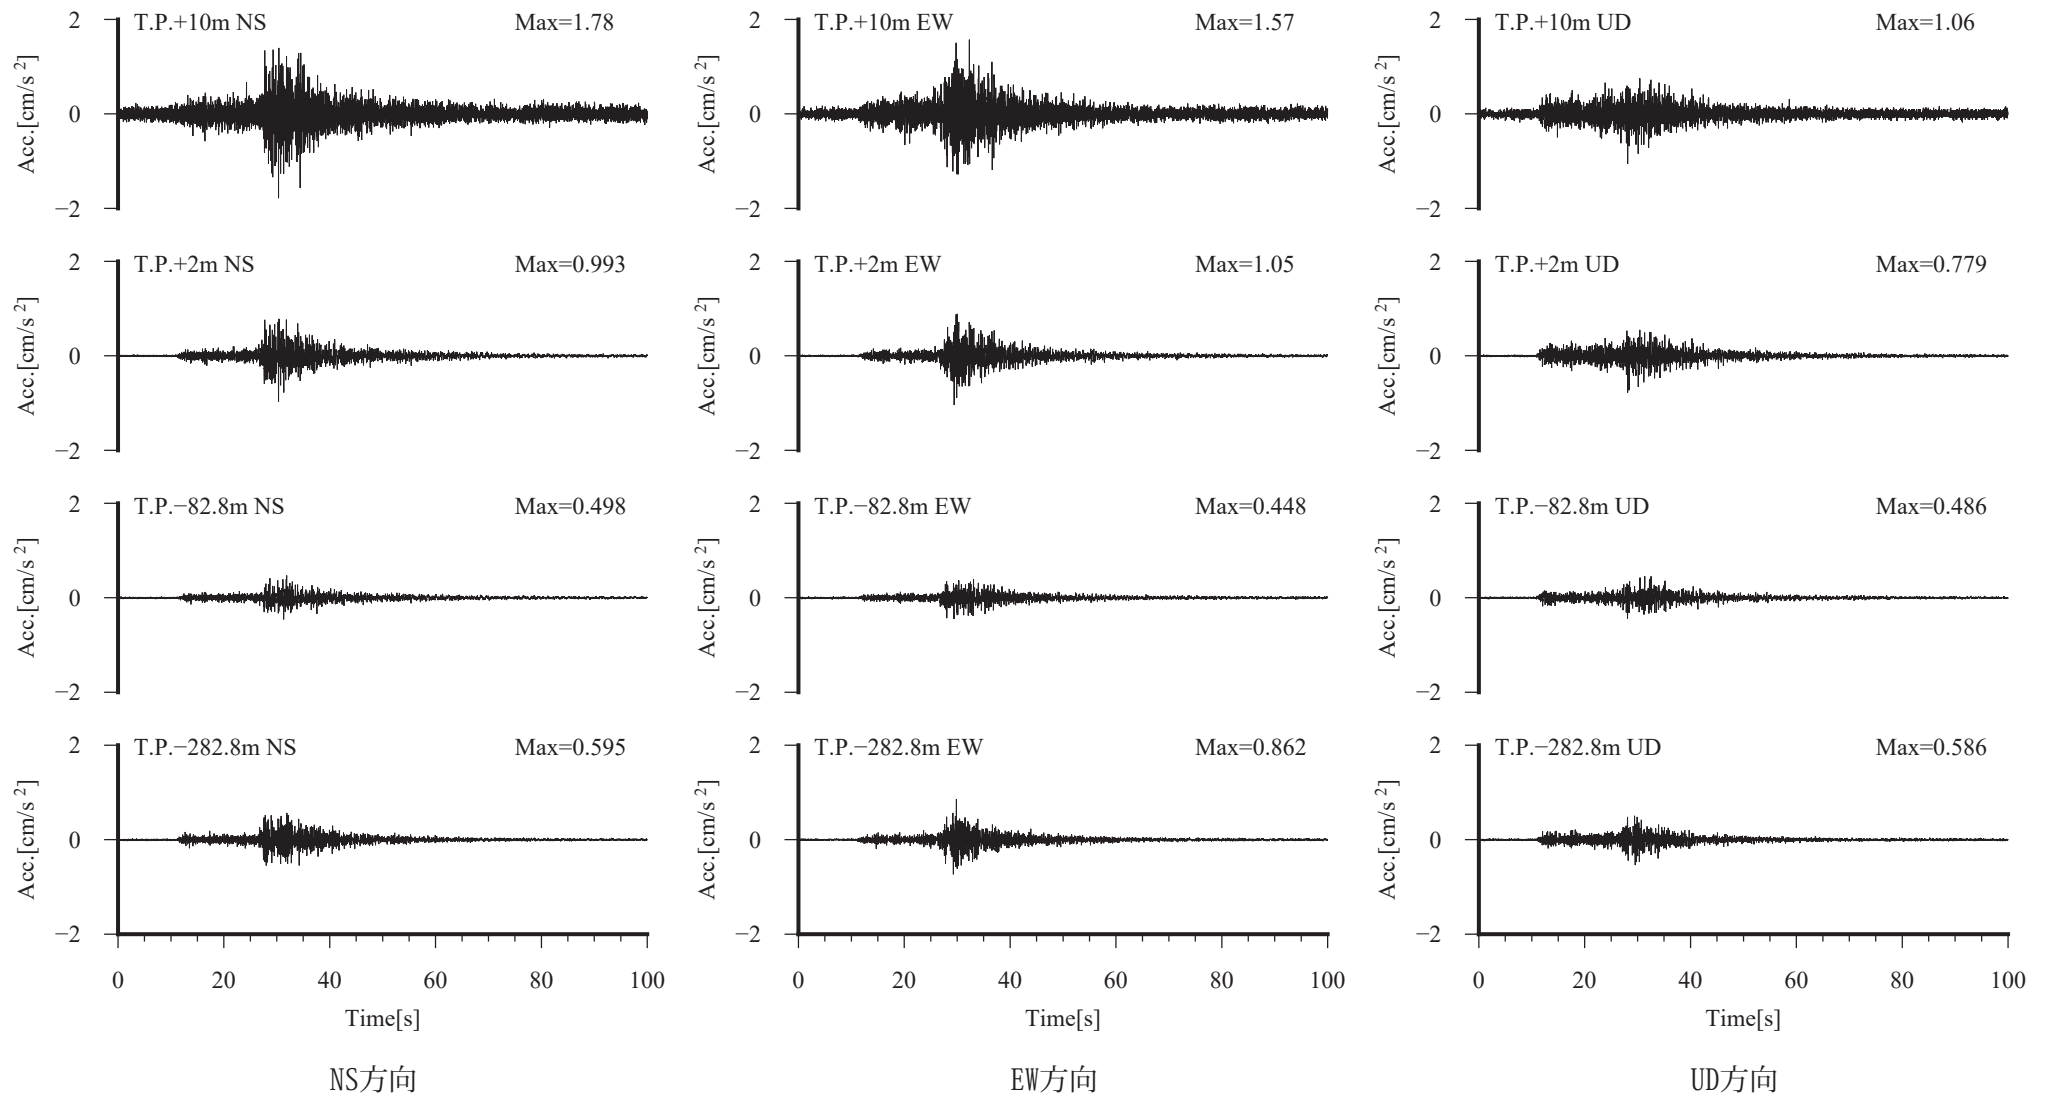 T.P.+10m NS Max=1.78
2
0
−2
Acc.[cm/s 2]
T.P.+10m EW Max=1.57
2
0
−2
Acc.[cm/s 2]
T.P.+10m UD Max=1.06
2
0
−2
Acc.[cm/s 2]
T.P.+2m NS Max=0.993
2
0
−2
Acc.[cm/s 2]
T.P.+2m EW Max=1.05
2
0
−2
Acc.[cm/s 2]
T.P.+2m UD Max=0.779
2
0
−2
Acc.[cm/s 2]
T.P.−82.8m NS Max=0.498
2
0
−2
Acc.[cm/s 2]
T.P.−82.8m EW Max=0.448
2
0
−2
Acc.[cm/s 2]
T.P.−82.8m UD Max=0.486
2
0
−2
Acc.[cm/s 2]
T.P.−282.8m NS Max=0.595
2
0
−2
Acc.[cm/s 2]
T.P.−282.8m EW Max=0.862
2
0
−2
Acc.[cm/s 2]
T.P.−282.8m UD Max=0.586
2
0
−2
Acc.[cm/s 2]
0 20 40 60 80 100
Time[s]
NS方向
0 20 40 60 80 100
Time[s]
EW方向
0 20 40 60 80 100
Time[s]
UD方向